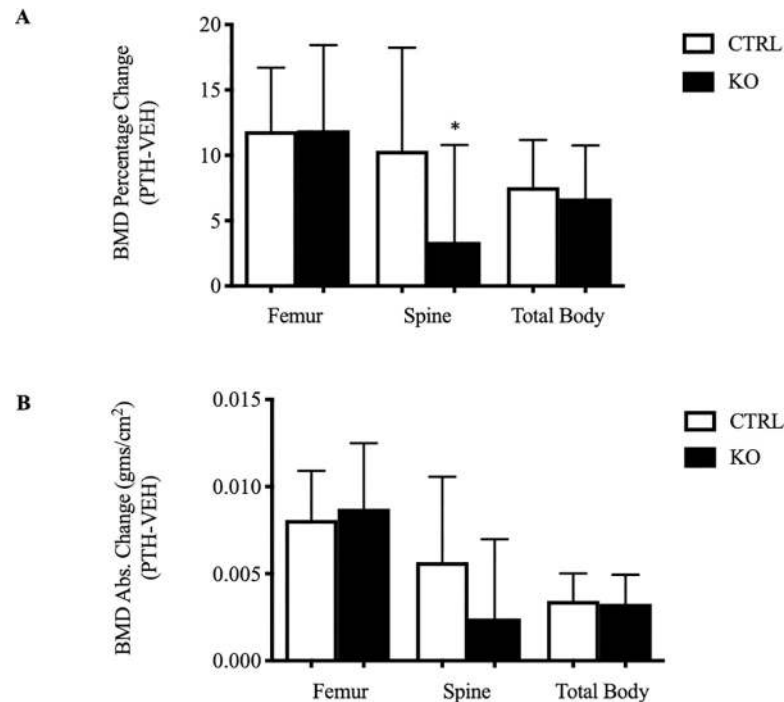 A
BMD Percentage Change
(PTH-VEH)
20
15
10
5
0
*
Femur Spine Total Body
CTRL
KO
B
BMD Abs. Change (gms/cm²)
(PTH-VEH)
0.015
0.010
0.005
0.000
Femur Spine Total Body
CTRL
KO